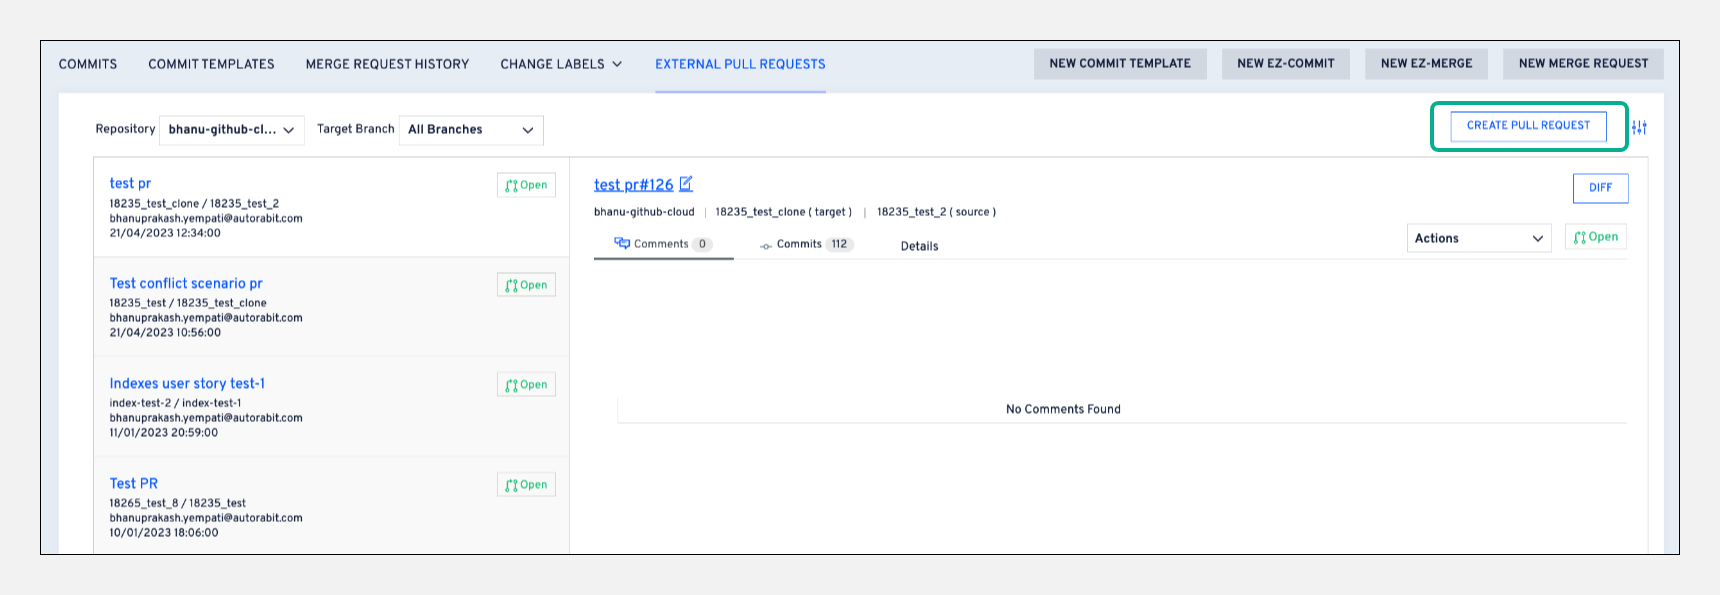 COMMITS COMMIT TEMPLATES MERGE REQUEST HISTORY CHANGE LABELS EXTERNAL PULL REQUESTS NEW COMMIT TEMPLATE NEW EZ-COMMIT NEW EZ-MERGE NEW MERGE REQUEST
Repository bhanu-github-cl... Target Branch All Branches CREATE PULL REQUEST
test pr Open
18235_test_clone / 18235_test_2
bhanuprakash.yempati@autorabit.com
21/04/2023 12:34:00
Test conflict scenario pr Open
18235_test / 18235_test_clone
bhanuprakash.yempati@autorabit.com
21/04/2023 10:56:00
Indexes user story test-1 Open
index-test-2 / index-test-1
bhanuprakash.yempati@autorabit.com
11/01/2023 20:59:00
Test PR Open
18265_test_8 / 18235_test
bhanuprakash.yempati@autorabit.com
10/01/2023 18:06:00
test pr#126 DIFF
bhanu-github-cloud | 18235_test_clone ( target ) | 18235_test_2 ( source )
Comments 0 Commits 112 Details Actions Open
No Comments Found